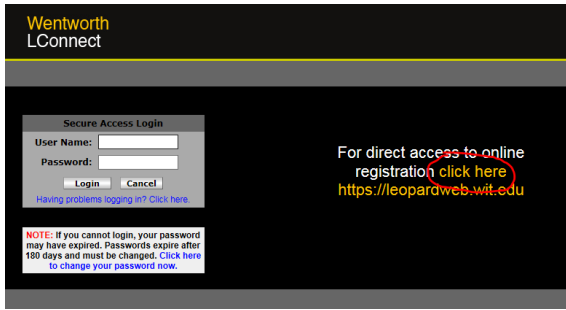 Wentworth
LConnect
Secure Access Login
User Name:
Password:
Login Cancel
Having problems logging in? Click here.
NOTE: If you cannot login, your password
may have expired. Passwords expire after
180 days and must be changed. Click here
to change your password now.
For direct access to online
registration click here
https://leopardweb.wit.edu